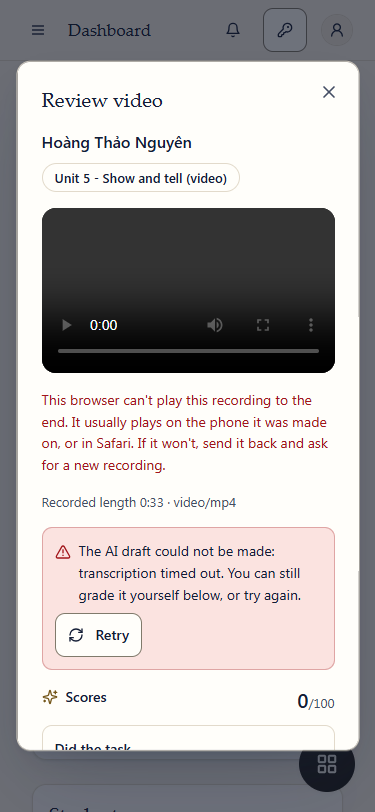 Dashboard
Review video
Hoàng Thảo Nguyên
Unit 5 - Show and tell (video)
0:00
This browser can't play this recording to the
end. It usually plays on the phone it was made
on, or in Safari. If it won't, send it back and ask
for a new recording.
Recorded length 0:33 · video/mp4
The AI draft could not be made:
transcription timed out. You can still
grade it yourself below, or try again.
Retry
Scores
0/100
Did the task